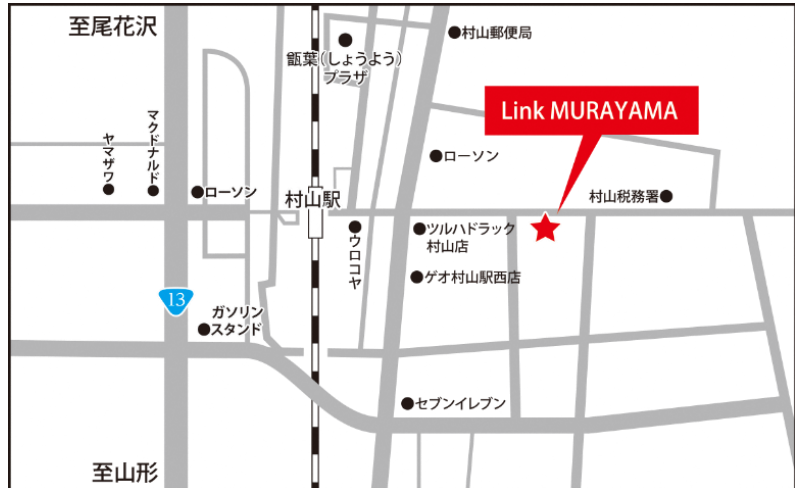 至尾花沢
村山郵便局
甑葉（しょうよう）
プラザ
Link MURAYAMA
マクドナルド
ヤマザワ
ローソン
ローソン
村山駅
村山税務署
ウロコヤ
ツルハドラック
村山店
ゲオ村山駅西店
13
ガソリン
スタンド
セブンイレブン
至山形